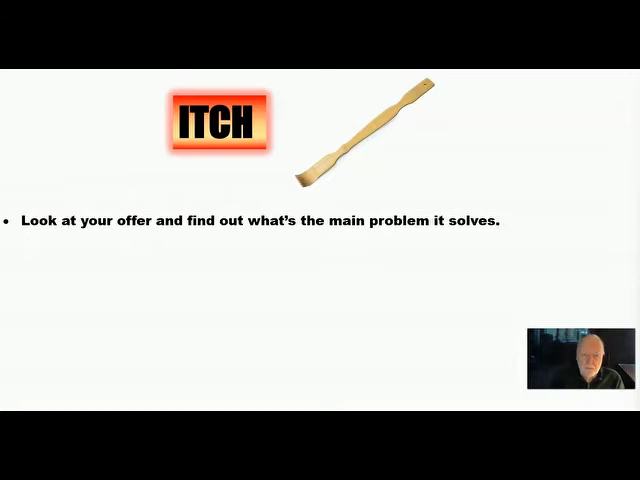 ITCH
• Look at your offer and find out what's the main problem it solves.